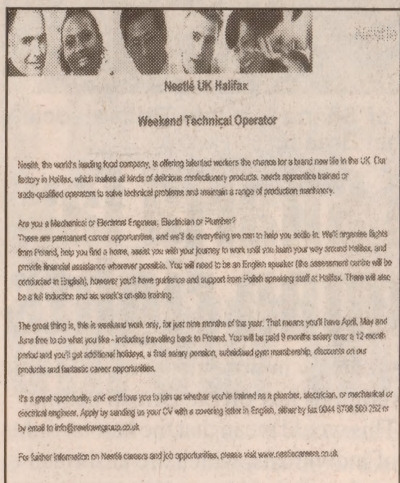 Nestlé UK Halifax
Weekend Technical Operator
Nestlé, the world's leading food company, is offering talented workers the chance for a brand new life in the UK. Our
factory in Halifax, which makes all kinds of delicious confectionery products, needs apprentice trained or
trade-qualified operators to solve technical problems and maintain a range of production machinery.
Are you a Mechanical or Electrical Engineer, Electrician or Plumber?
These are permanent career opportunities, and we'll do everything we can to help you settle in. We'll organise flights
from Poland, help you find a home, assist you with your journey to work until you learn your way around Halifax, and
provide financial assistance wherever possible. You will need to be an English speaker (the assessment centre will be
conducted in English), however you'll have guidance and support from Polish speaking staff at Halifax. There will also
be a full induction and six week's on-site training.
The great thing is, this is weekend work only, for just nine months of the year. That means you'll have April, May and
June free to do what you like - including travelling back to Poland. You will be paid 9 months salary over a 12 month
period and you'll get additional holidays, a final salary pension, subsidised gym membership, discounts on our
products and fantastic career opportunities.
It's a great opportunity, and we'd love you to join us whether you're trained as a plumber, electrician, or mechanical or
electrical engineer. Apply by sending us your CV with a covering letter in English, either by fax 0044 8708 500 252 or
by email to
For further information on Nestlé careers and job opportunities, please visit www.nestlecareers.co.uk